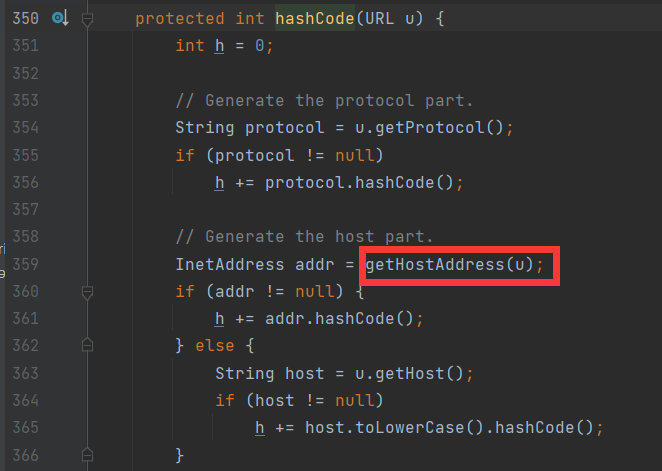 350 protected int hashCode(URL u) {
351 int h = 0;
352
353 // Generate the protocol part.
354 String protocol = u.getProtocol();
355 if (protocol != null)
356 h += protocol.hashCode();
357
358 // Generate the host part.
359 InetAddress addr = getHostAddress(u);
360 if (addr != null) {
361 h += addr.hashCode();
362 } else {
363 String host = u.getHost();
364 if (host != null)
365 h += host.toLowerCase().hashCode();
366 }